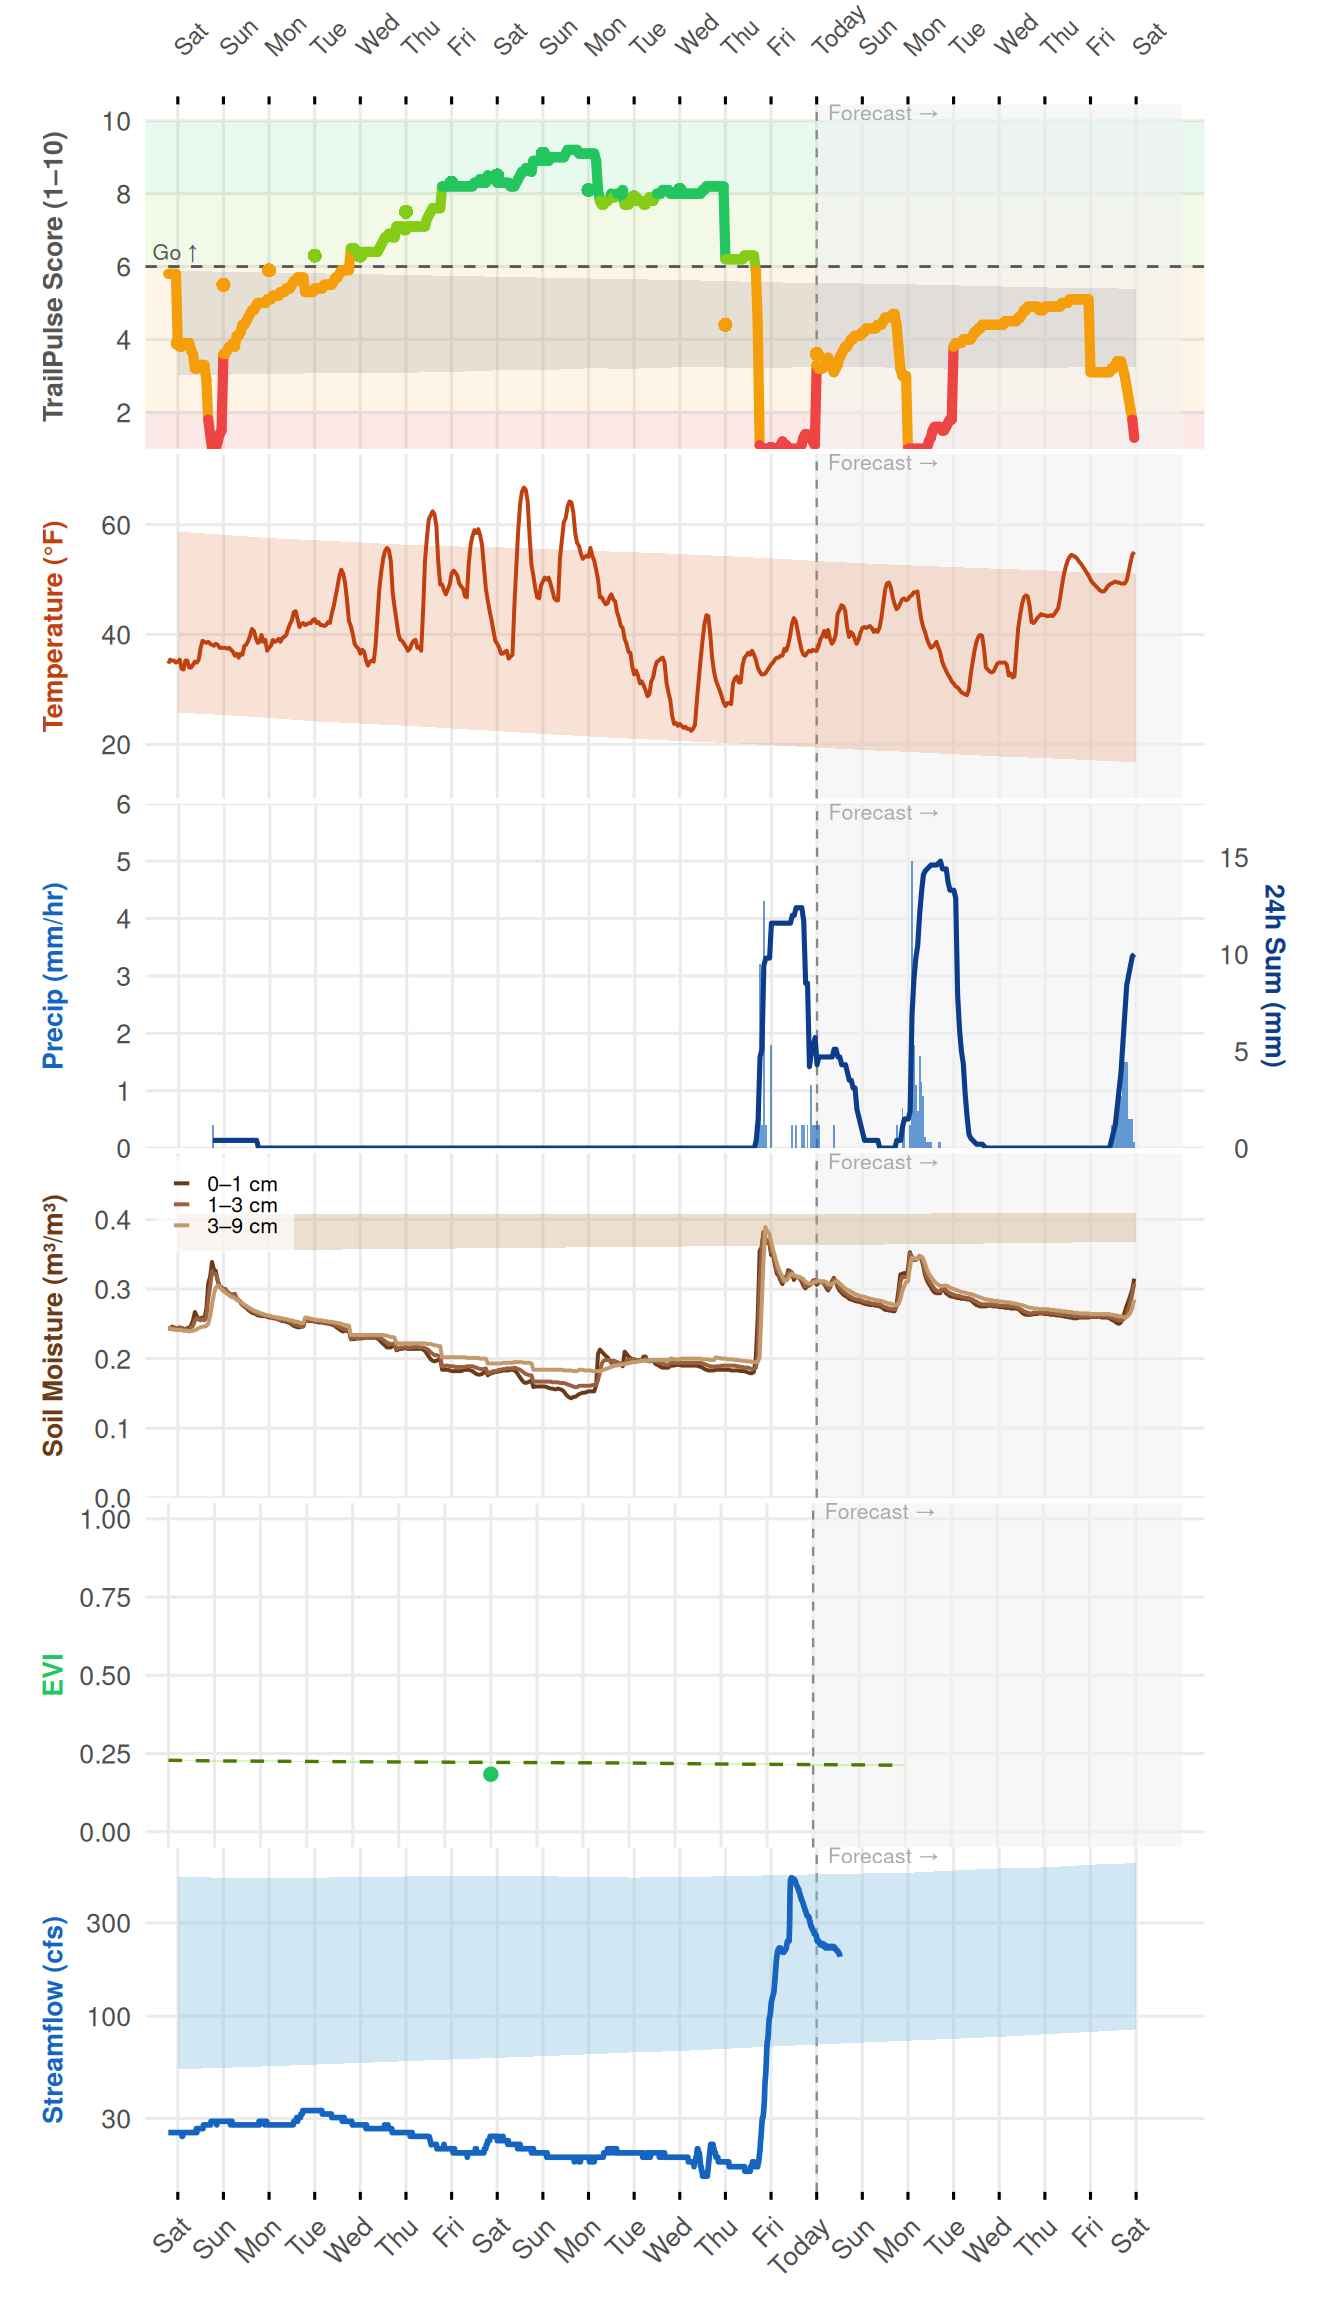 Sat Sun Mon Tue Wed Thu Fri Sat Sun Mon Tue Wed Thu Fri Today Sun Mon Tue Wed Thu Fri Sat
TrailPulse Score (1–10)
10
8
6
4
2
Go ↑
Forecast →
Temperature (°F)
60
40
20
Forecast →
Precip (mm/hr)
6
5
4
3
2
1
0
Forecast →
24h Sum (mm)
15
10
5
0
Soil Moisture (m³/m³)
0.4
0.3
0.2
0.1
0.0
0–1 cm
1–3 cm
3–9 cm
Forecast →
EVI
1.00
0.75
0.50
0.25
0.00
Forecast →
Streamflow (cfs)
300
100
30
Forecast →
Sat Sun Mon Tue Wed Thu Fri Sat Sun Mon Tue Wed Thu Fri Today Sun Mon Tue Wed Thu Fri Sat